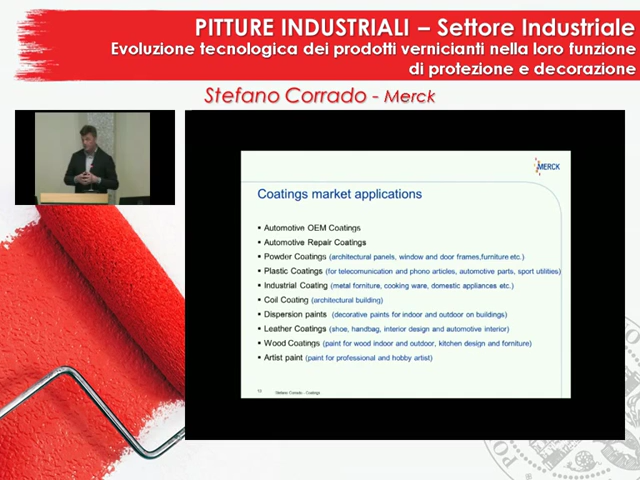 PITTURE INDUSTRIALI – Settore Industriale
Evoluzione tecnologica dei prodotti vernicianti nella loro funzione
di protezione e decorazione
Stefano Corrado - Merck
MERCK
Coatings market applications
▪ Automotive OEM Coatings
▪ Automotive Repair Coatings
▪ Powder Coatings (architectural panels, window and door frames,furniture etc.)
▪ Plastic Coatings (for telecomunication and phono articles, automotive parts, sport utilities)
▪ Industrial Coating (metal forniture, cooking ware, domestic appliances etc.)
▪ Coil Coating (architectural building)
▪ Dispersion paints (decorative paints for indoor and outdoor on buildings)
▪ Leather Coatings (shoe, handbag, interior design and automotive interior)
▪ Wood Coatings (paint for wood indoor and outdoor, kitchen design and forniture)
▪ Artist paint (paint for professional and hobby artist)
Stefano Corrado - Coatings